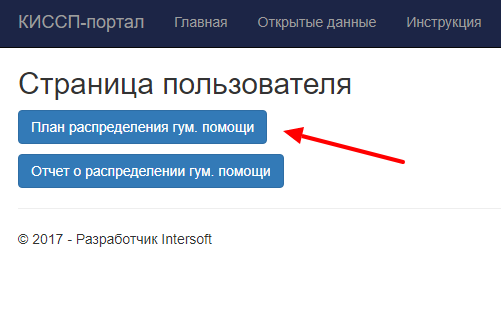 КИССП-портал Главная Открытые данные Инструкция
Страница пользователя
План распределения гум. помощи
Отчет о распределении гум. помощи
© 2017 - Разработчик Intersoft